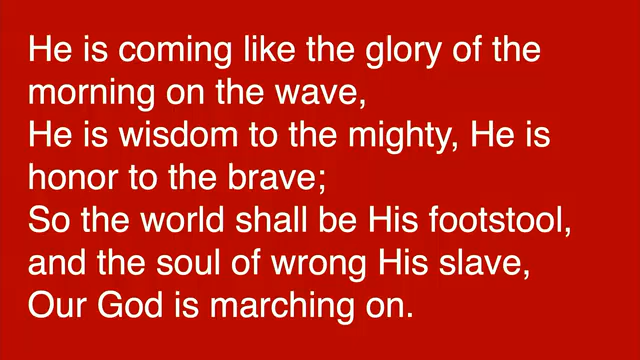 He is coming like the glory of the
morning on the wave,
He is wisdom to the mighty, He is
honor to the brave;
So the world shall be His footstool,
and the soul of wrong His slave,
Our God is marching on.